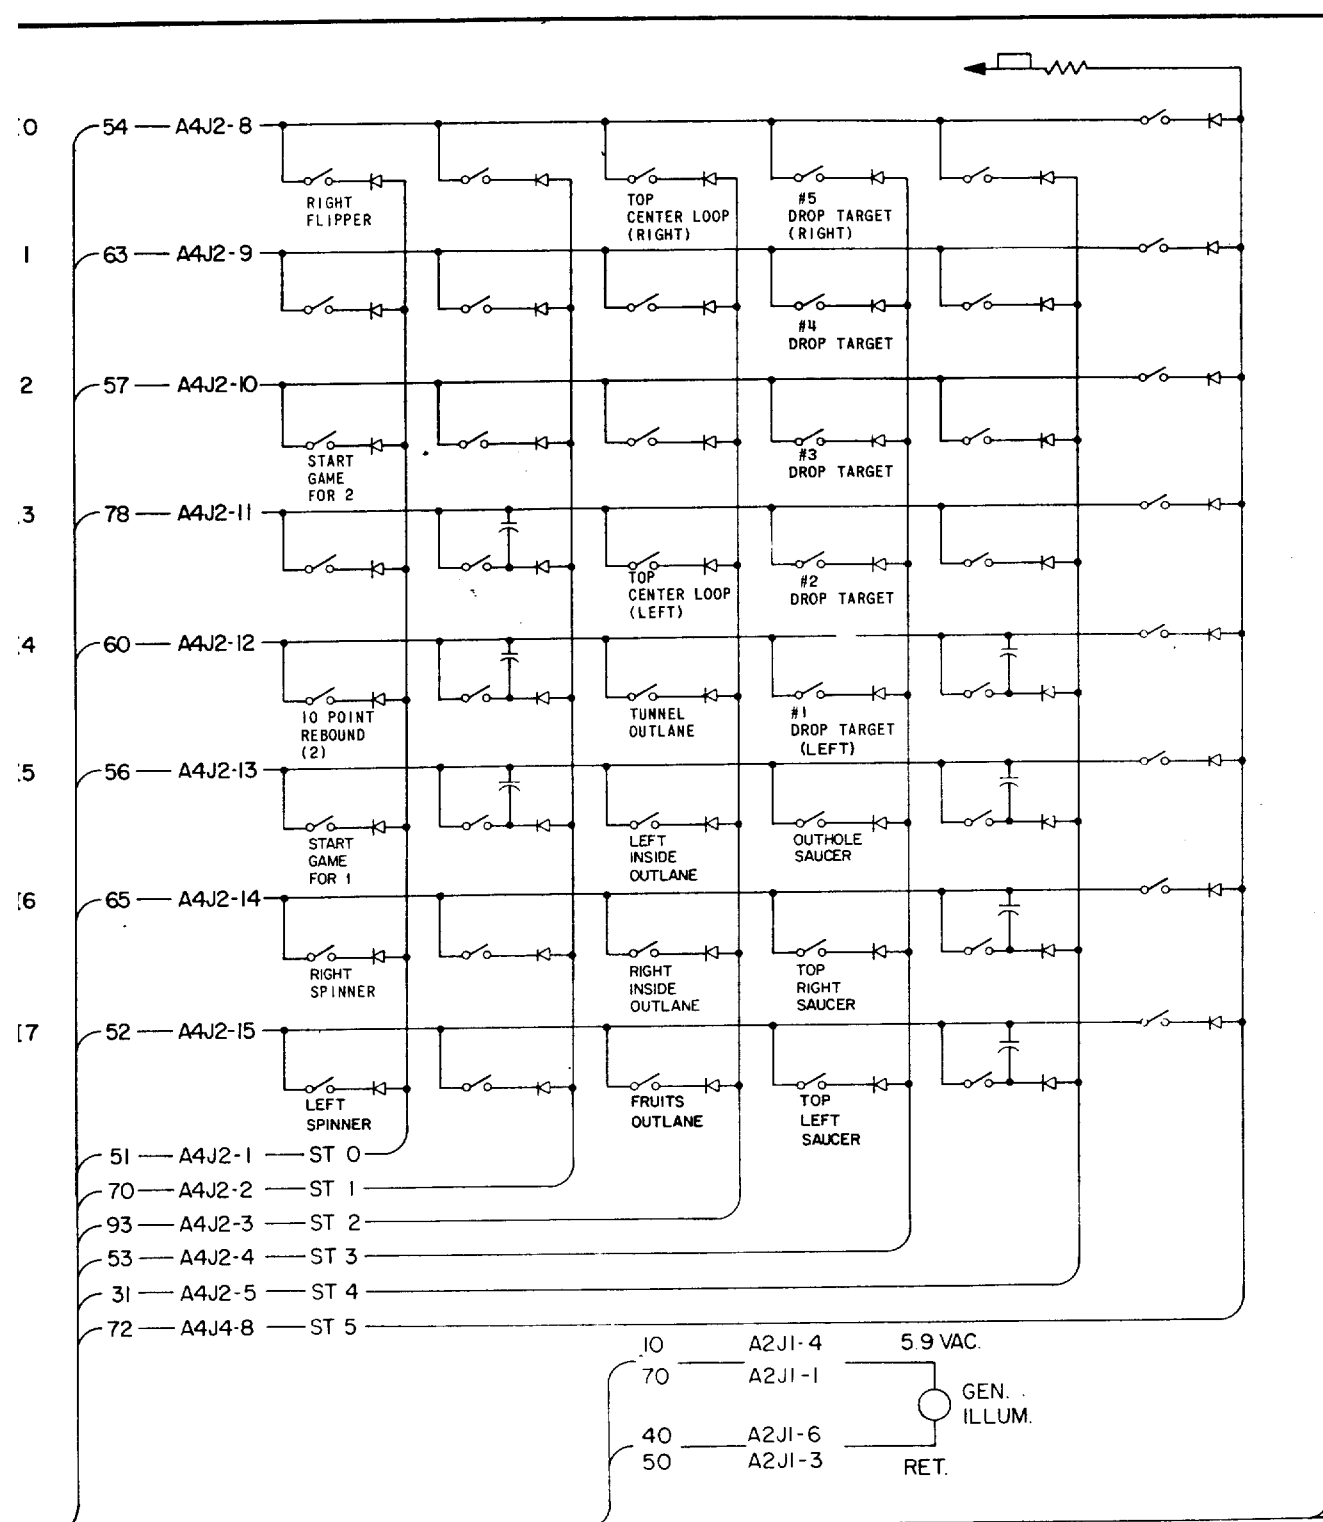 I0 54 — A4J2-8
RIGHT
FLIPPER
TOP
CENTER LOOP
(RIGHT)
#5
DROP TARGET
(RIGHT)
1 63 — A4J2-9
#4
DROP TARGET
2 57 — A4J2-10
START
GAME
FOR 2
#3
DROP TARGET
I3 78 — A4J2-11
TOP
CENTER LOOP
(LEFT)
#2
DROP TARGET
I4 60 — A4J2-12
10 POINT
REBOUND
(2)
TUNNEL
OUTLANE
#1
DROP TARGET
(LEFT)
I5 56 — A4J2-13
START
GAME
FOR 1
LEFT
INSIDE
OUTLANE
OUTHOLE
SAUCER
I6 65 — A4J2-14
RIGHT
SPINNER
RIGHT
INSIDE
OUTLANE
TOP
RIGHT
SAUCER
I7 52 — A4J2-15
LEFT
SPINNER
FRUITS
OUTLANE
TOP
LEFT
SAUCER
51 — A4J2-1 — ST 0
70 — A4J2-2 — ST 1
93 — A4J2-3 — ST 2
53 — A4J2-4 — ST 3
31 — A4J2-5 — ST 4
72 — A4J4-8 — ST 5
10 A2J1-4 5.9 VAC.
70 A2J1-1
GEN.
ILLUM.
40 A2J1-6
50 A2J1-3 RET.